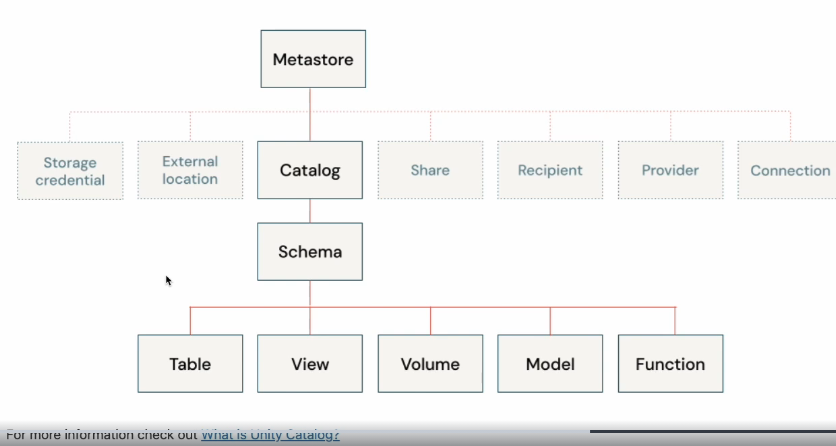 Metastore
Storage
credential
External
location
Catalog
Share
Recipient
Provider
Connection
Schema
Table
View
Volume
Model
Function
For more information check out What is Unity Catalog?